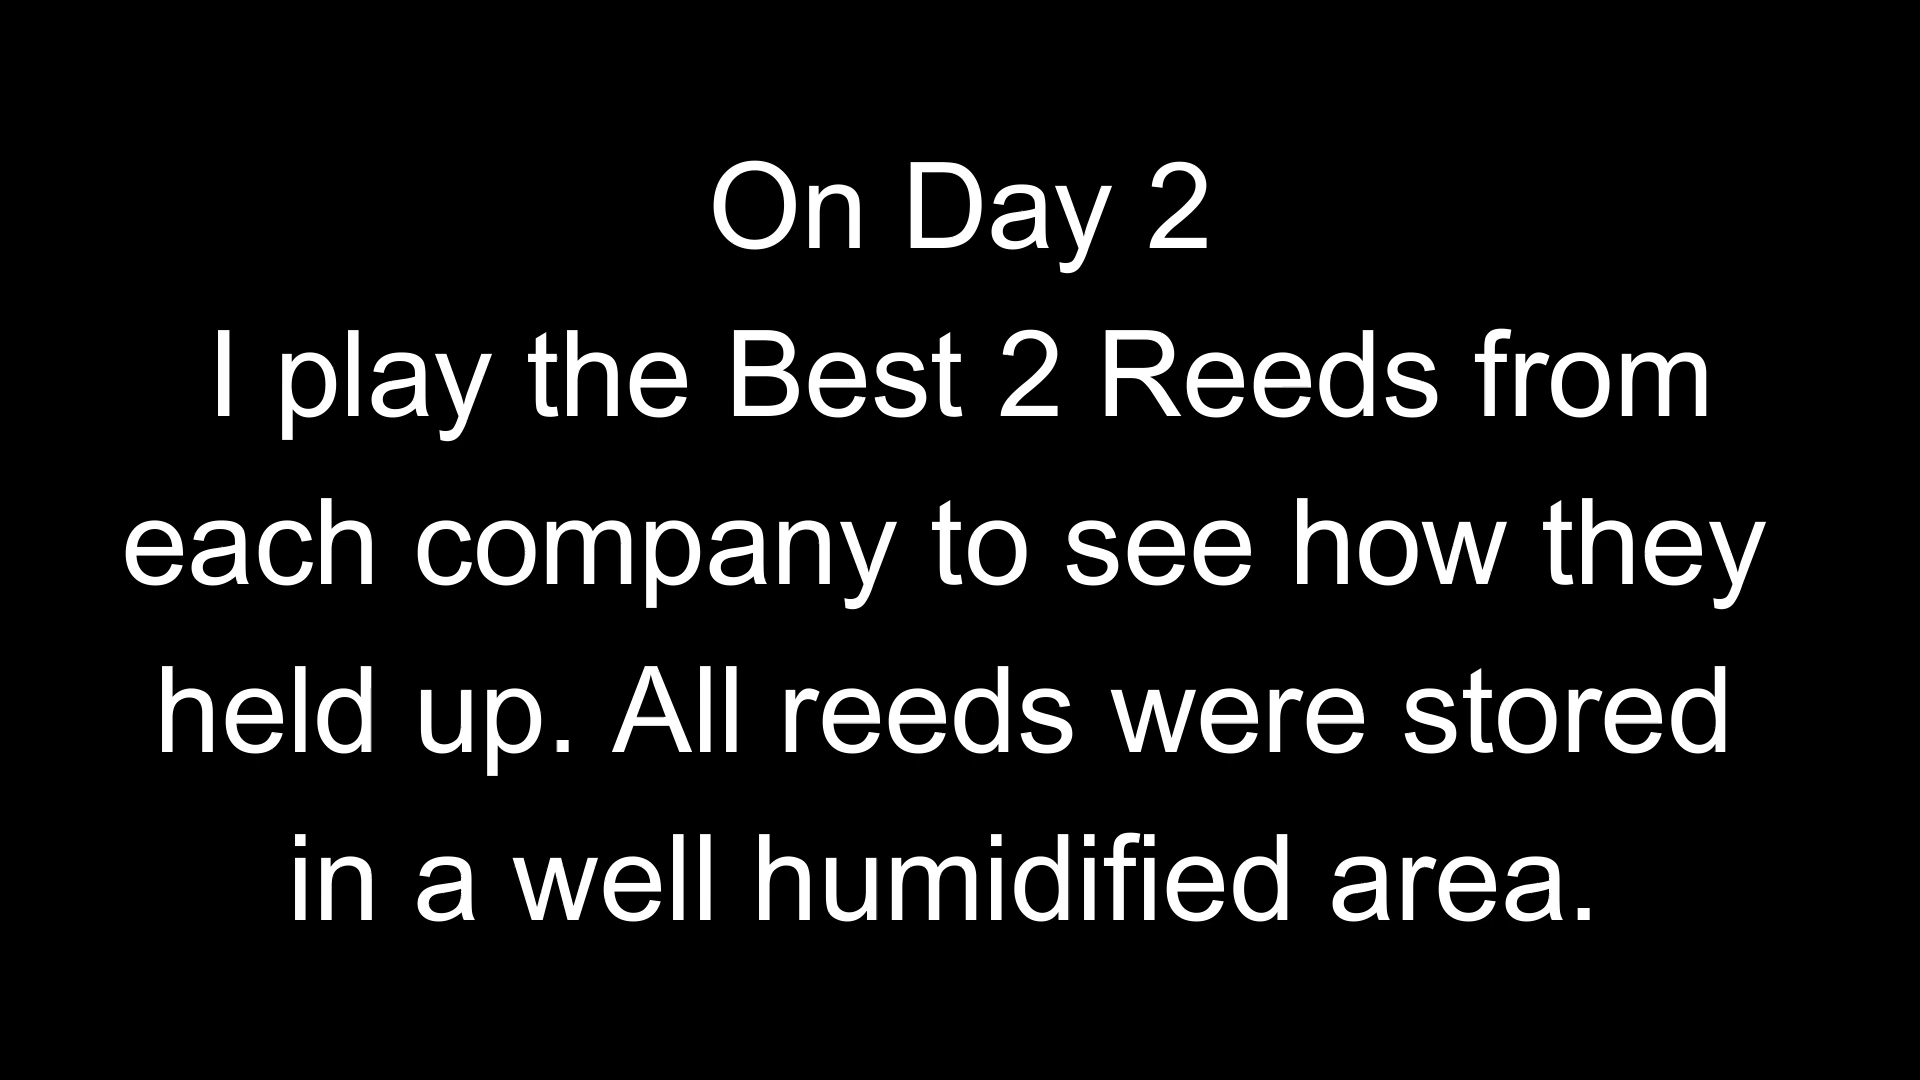 On Day 2
I play the Best 2 Reeds from
each company to see how they
held up. All reeds were stored
in a well humidified area.